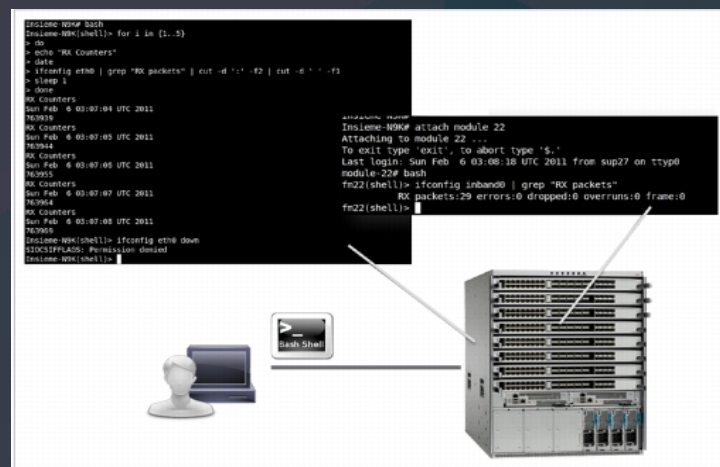 Insieme-N9K# bash
Insieme-N9K(shell)> for i in {1..5}
> do
> echo "RX Counters"
> date
> ifconfig eth0 | grep "RX packets" | cut -d ':' -f2 | cut -d ' ' -f1
> sleep 1
> done
RX Counters
Sun Feb 6 03:07:04 UTC 2011
763939
RX Counters
Sun Feb 6 03:07:05 UTC 2011
763944
RX Counters
Sun Feb 6 03:07:06 UTC 2011
763955
RX Counters
Sun Feb 6 03:07:07 UTC 2011
763964
RX Counters
Sun Feb 6 03:07:08 UTC 2011
763969
Insieme-N9K(shell)> ifconfig eth0 down
SIOCSIFFLAGS: Permission denied
Insieme-N9K(shell)>
Insieme-N9K#
Insieme-N9K# attach module 22
Attaching to module 22 ...
To exit type 'exit', to abort type '$.'
Last login: Sun Feb 6 03:08:18 UTC 2011 from sup27 on ttyp0
module-22# bash
fm22(shell)> ifconfig inband0 | grep "RX packets"
RX packets:29 errors:0 dropped:0 overruns:0 frame:0
fm22(shell)>
>_
Bash Shell